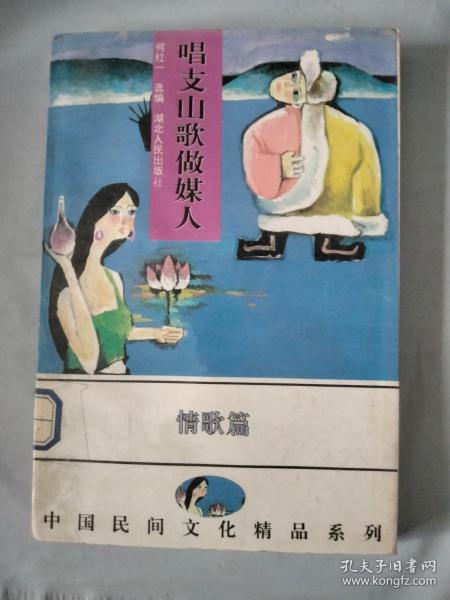 唱支山歌做媒人
何红一 选编 湖北人民出版社
情歌篇
中国民间文化精品系列
孔夫子旧书网
www.kongfz.com